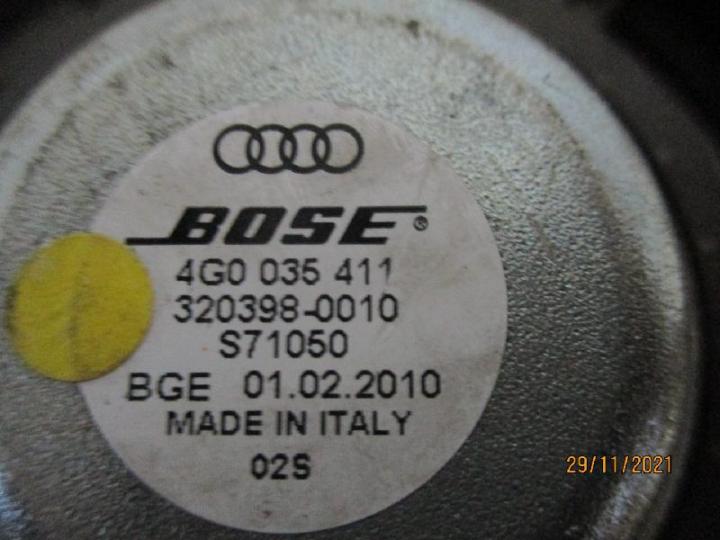 BOSE®
4G0 035 411
320398-0010
S71050
BGE 01.02.2010
MADE IN ITALY
02S
29/11/2021